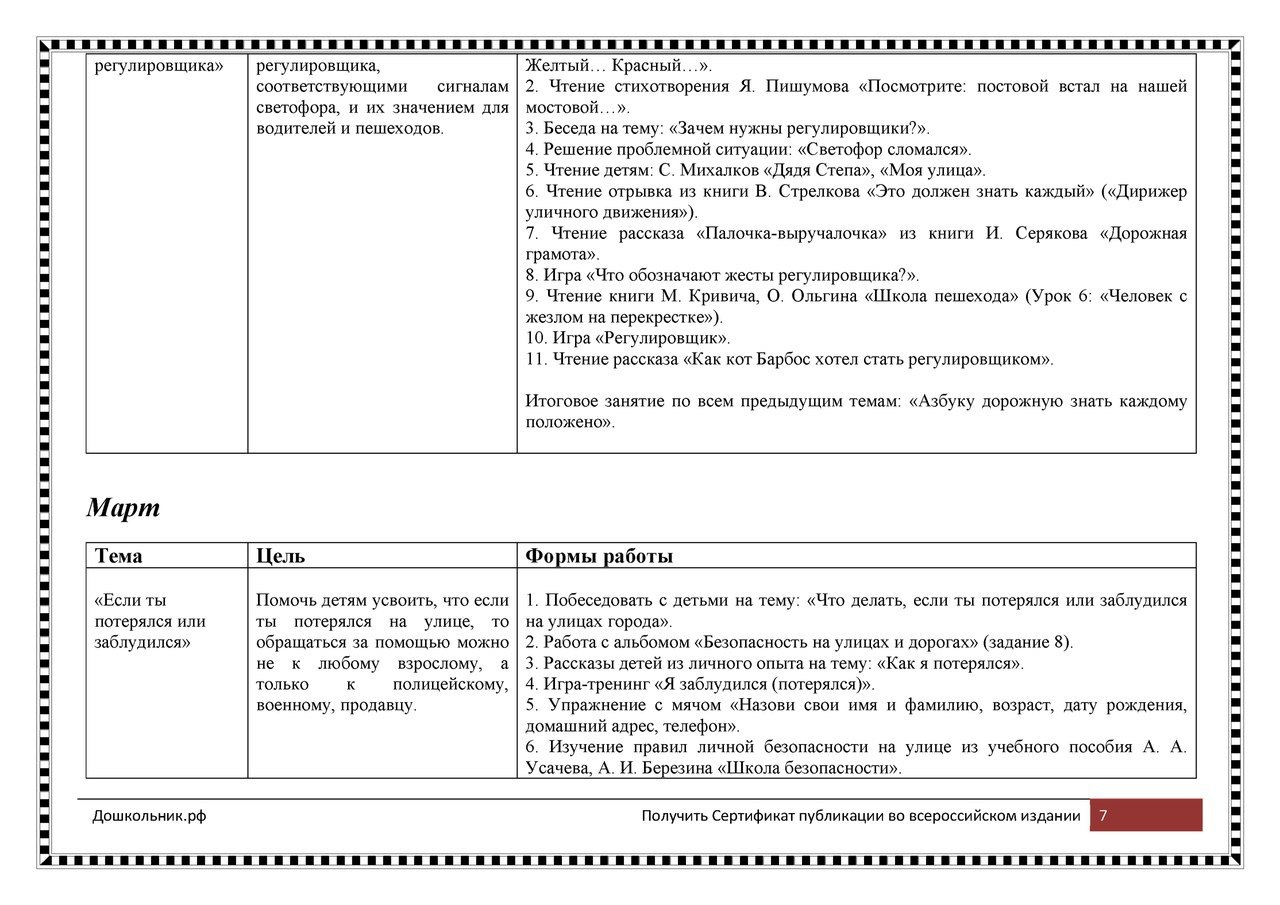 регулировщика»
регулировщика,
соответствующими сигналам
светофора, и их значением для
водителей и пешеходов.
Желтый… Красный…».
2. Чтение стихотворения Я. Пишумова «Посмотрите: постовой встал на нашей
мостовой…».
3. Беседа на тему: «Зачем нужны регулировщики?».
4. Решение проблемной ситуации: «Светофор сломался».
5. Чтение детям: С. Михалков «Дядя Степа», «Моя улица».
6. Чтение отрывка из книги В. Стрелкова «Это должен знать каждый» («Дирижер
уличного движения»).
7. Чтение рассказа «Палочка-выручалочка» из книги И. Серякова «Дорожная
грамота».
8. Игра «Что обозначают жесты регулировщика?».
9. Чтение книги М. Кривича, О. Ольгина «Школа пешехода» (Урок 6: «Человек с
жезлом на перекрестке»).
10. Игра «Регулировщик».
11. Чтение рассказа «Как кот Барбос хотел стать регулировщиком».
Итоговое занятие по всем предыдущим темам: «Азбуку дорожную знать каждому
положено».
Март
Тема
Цель
Формы работы
«Если ты
потерялся или
заблудился»
Помочь детям усвоить, что если
ты потерялся на улице, то
обращаться за помощью можно
не к любому взрослому, а
только к полицейскому,
военному, продавцу.
1. Побеседовать с детьми на тему: «Что делать, если ты потерялся или заблудился
на улицах города».
2. Работа с альбомом «Безопасность на улицах и дорогах» (задание 8).
3. Рассказы детей из личного опыта на тему: «Как я потерялся».
4. Игра-тренинг «Я заблудился (потерялся)».
5. Упражнение с мячом «Назови свои имя и фамилию, возраст, дату рождения,
домашний адрес, телефон».
6. Изучение правил личной безопасности на улице из учебного пособия А. А.
Усачева, А. И. Березина «Школа безопасности».
Дошкольник.рф
Получить Сертификат публикации во всероссийском издании
7